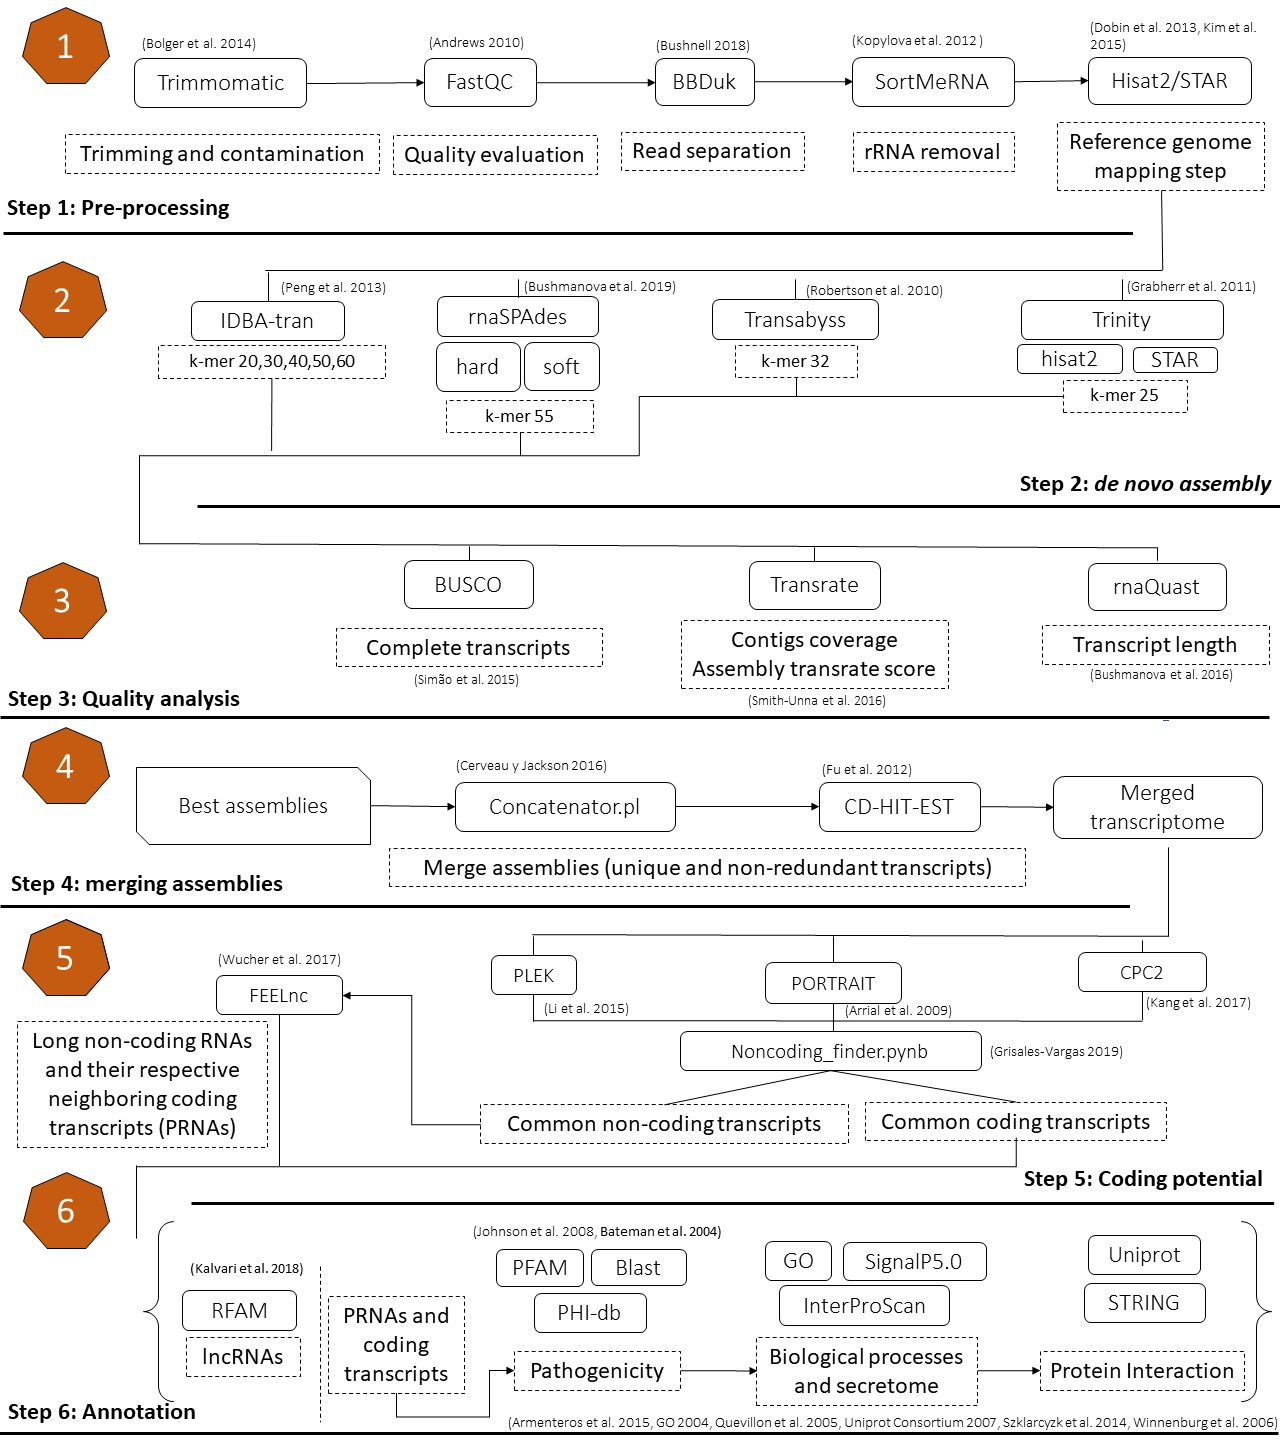 1
(Bolger et al. 2014)
(Andrews 2010)
(Bushnell 2018)
(Kopylova et al. 2012 )
(Dobin et al. 2013, Kim et al.
2015)
Trimmomatic
FastQC
BBDuk
SortMeRNA
Hisat2/STAR
Trimming and contamination
Quality evaluation
Read separation
rRNA removal
Reference genome
mapping step
Step 1: Pre-processing
2
(Peng et al. 2013)
(Bushmanova et al. 2019)
(Robertson et al. 2010)
(Grabherr et al. 2011)
IDBA-tran
rnaSPAdes
Transabyss
Trinity
k-mer 20,30,40,50,60
hard
soft
k-mer 32
hisat2
STAR
k-mer 55
k-mer 25
Step 2: de novo assembly
3
BUSCO
Transrate
rnaQuast
Complete transcripts
Contigs coverage
Assembly transrate score
Transcript length
(Simão et al. 2015)
(Smith-Unna et al. 2016)
(Bushmanova et al. 2016)
Step 3: Quality analysis
4
(Cerveau y Jackson 2016)
(Fu et al. 2012)
Best assemblies
Concatenator.pl
CD-HIT-EST
Merged
transcriptome
Merge assemblies (unique and non-redundant transcripts)
Step 4: merging assemblies
5
(Wucher et al. 2017)
FEELnc
PLEK
PORTRAIT
CPC2
(Li et al. 2015)
(Arrial et al. 2009)
(Kang et al. 2017)
Long non-coding RNAs
and their respective
neighboring coding
transcripts (PRNAs)
Noncoding_finder.pynb
(Grisales-Vargas 2019)
Common non-coding transcripts
Common coding transcripts
Step 5: Coding potential
6
(Kalvari et al. 2018)
RFAM
lncRNAs
PRNAs and
coding
transcripts
(Johnson et al. 2008, Bateman et al. 2004)
PFAM
Blast
PHI-db
Pathogenicity
GO
SignalP5.0
InterProScan
Biological processes
and secretome
Uniprot
STRING
Protein Interaction
Step 6: Annotation
(Armenteros et al. 2015, GO 2004, Quevillon et al. 2005, Uniprot Consortium 2007, Szklarcyzk et al. 2014, Winnenburg et al. 2006)